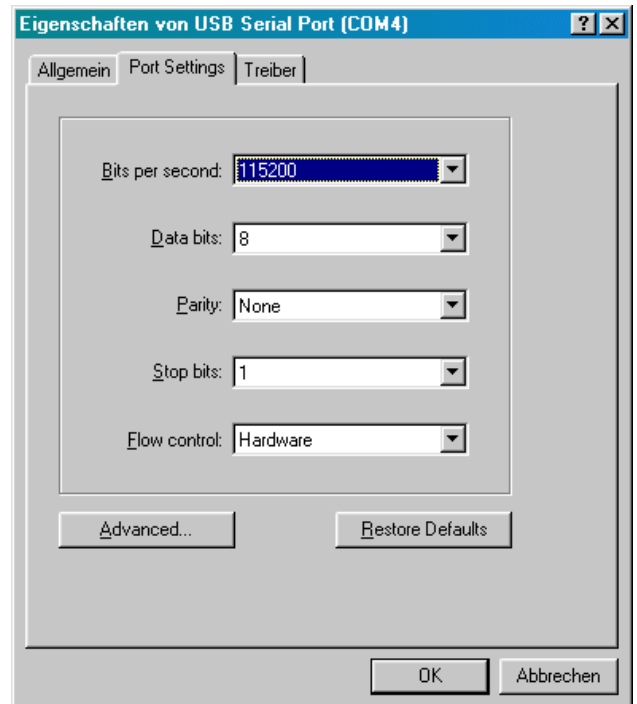 Eigenschaften von USB Serial Port (COM4)
Allgemein Port Settings Treiber
Bits per second: 115200
Data bits: 8
Parity: None
Stop bits: 1
Flow control: Hardware
Advanced... Restore Defaults
OK Abbrechen